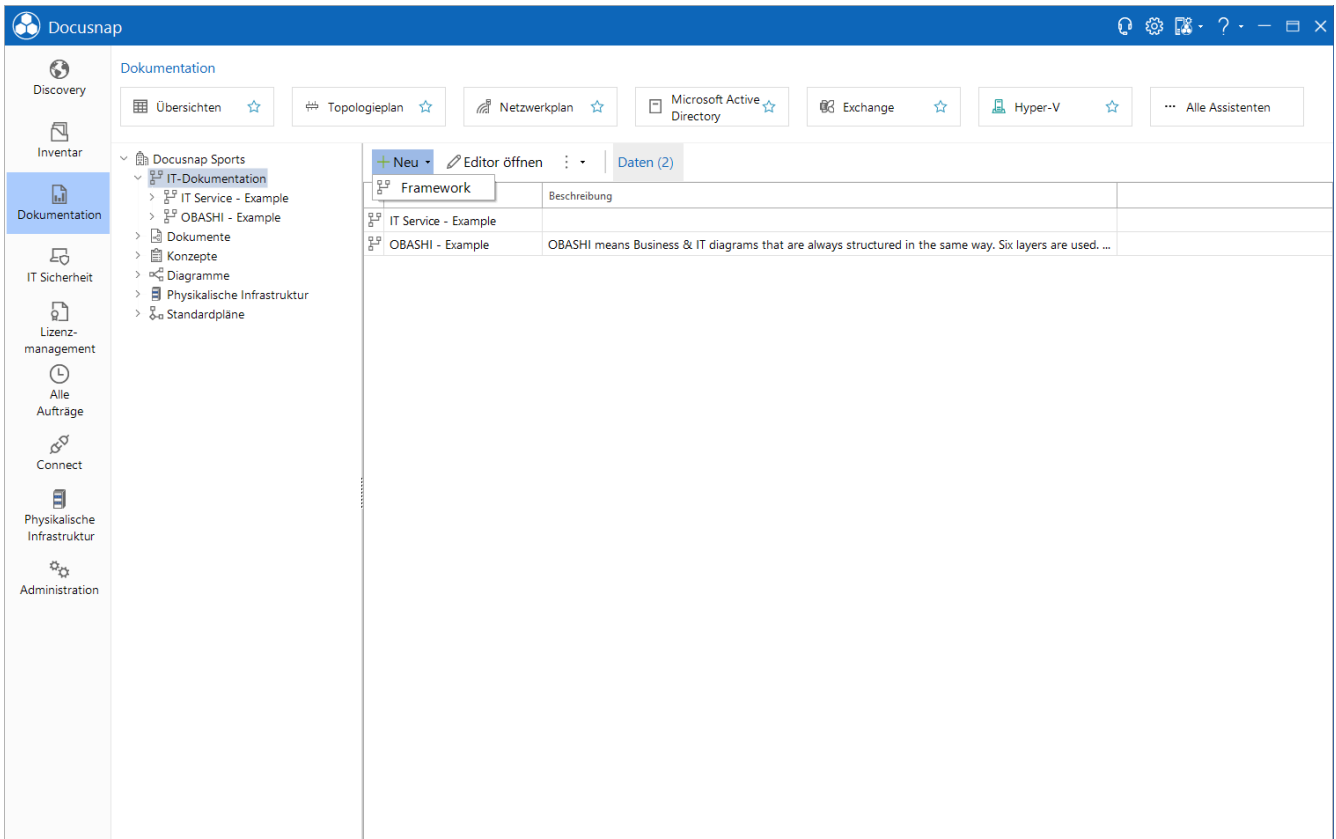 Docusnap
?
Discovery
Inventar
Dokumentation
IT Sicherheit
Lizenz-
management
Alle
Aufträge
Connect
Physikalische
Infrastruktur
Administration
Dokumentation
Übersichten
Topologieplan
Netzwerkplan
Microsoft Active
Directory
Exchange
Hyper-V
Alle Assistenten
Docusnap Sports
IT-Dokumentation
IT Service - Example
OBASHI - Example
Dokumente
Konzepte
Diagramme
Physikalische Infrastruktur
Standardpläne
Neu
Editor öffnen
Daten (2)
Framework
Beschreibung
IT Service - Example
OBASHI - Example OBASHI means Business & IT diagrams that are always structured in the same way. Six layers are used. ...